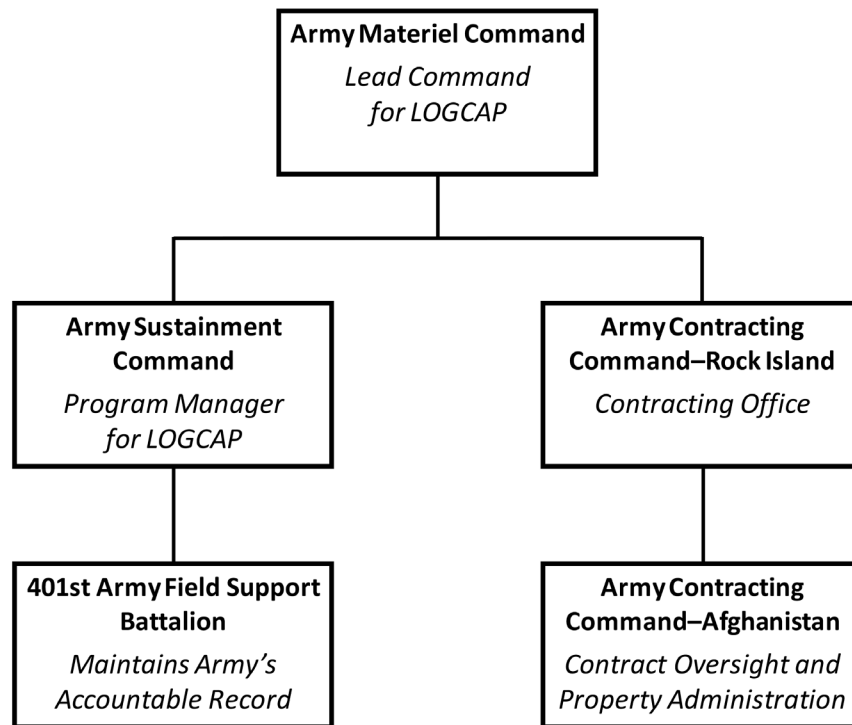 Army Materiel Command
Lead Command
for LOGCAP
Army Sustainment
Command
Program Manager
for LOGCAP
Army Contracting
Command–Rock Island
Contracting Office
401st Army Field Support
Battalion
Maintains Army’s
Accountable Record
Army Contracting
Command–Afghanistan
Contract Oversight and
Property Administration